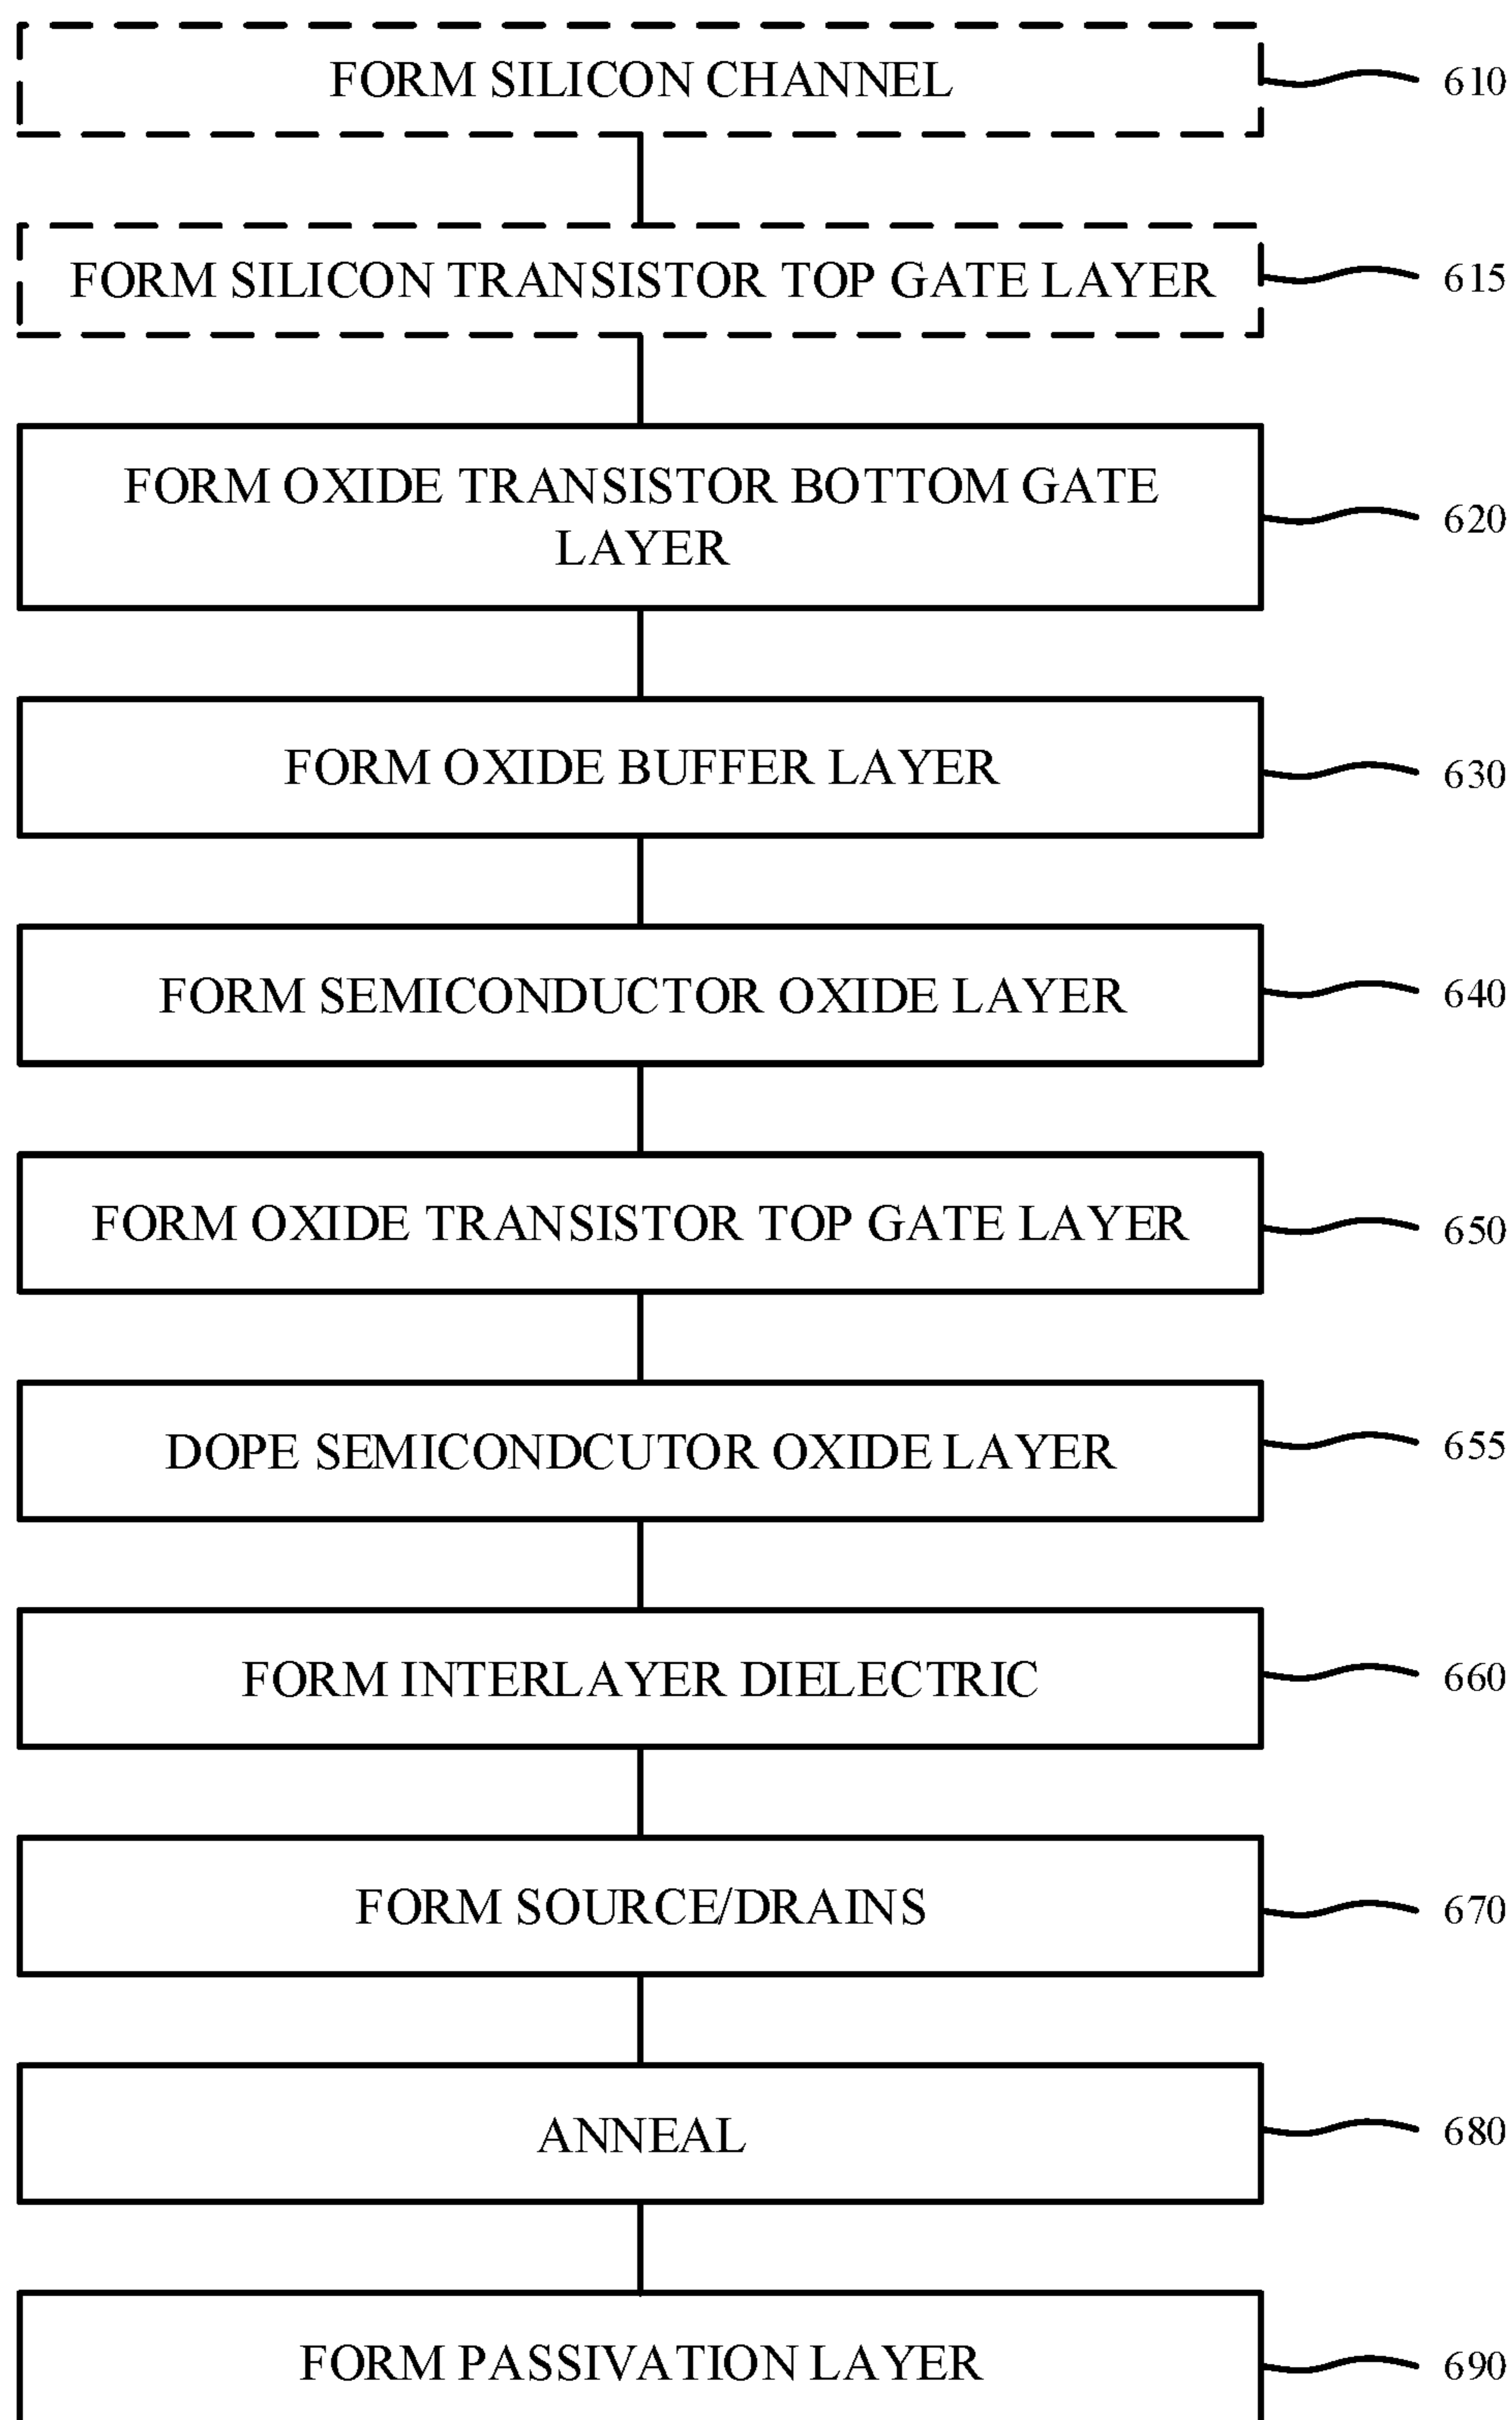 FORM SILICON CHANNEL
610
FORM SILICON TRANSISTOR TOP GATE LAYER
615
FORM OXIDE TRANSISTOR BOTTOM GATE
LAYER
620
FORM OXIDE BUFFER LAYER
630
FORM SEMICONDUCTOR OXIDE LAYER
640
FORM OXIDE TRANSISTOR TOP GATE LAYER
650
DOPE SEMICONDCUTOR OXIDE LAYER
655
FORM INTERLAYER DIELECTRIC
660
FORM SOURCE/DRAINS
670
ANNEAL
680
FORM PASSIVATION LAYER
690